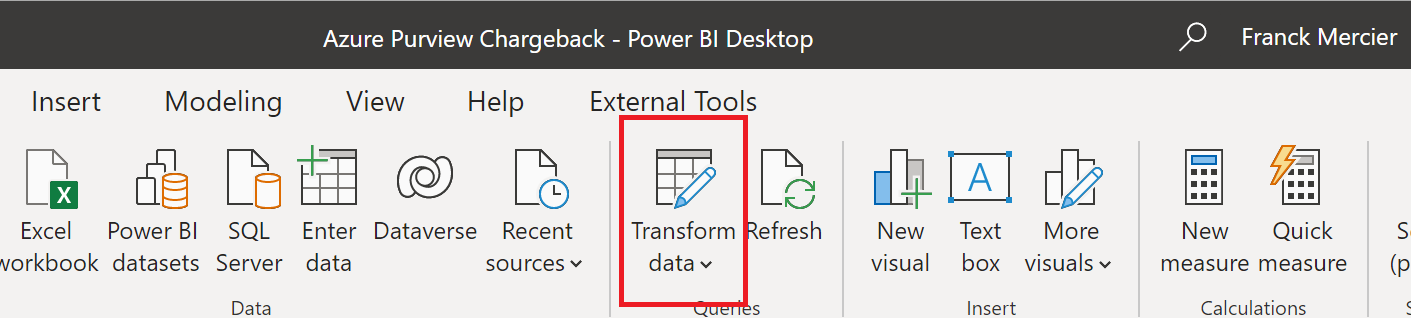 Azure Purview Chargeback - Power BI Desktop
Franck Mercier
Insert Modeling View Help External Tools
X
A
Excel Power BI SQL Enter Dataverse Recent Transform Refresh New Text More New Quick
workbook datasets Server data sources data visual box visuals measure measure
Data Queries Insert Calculations